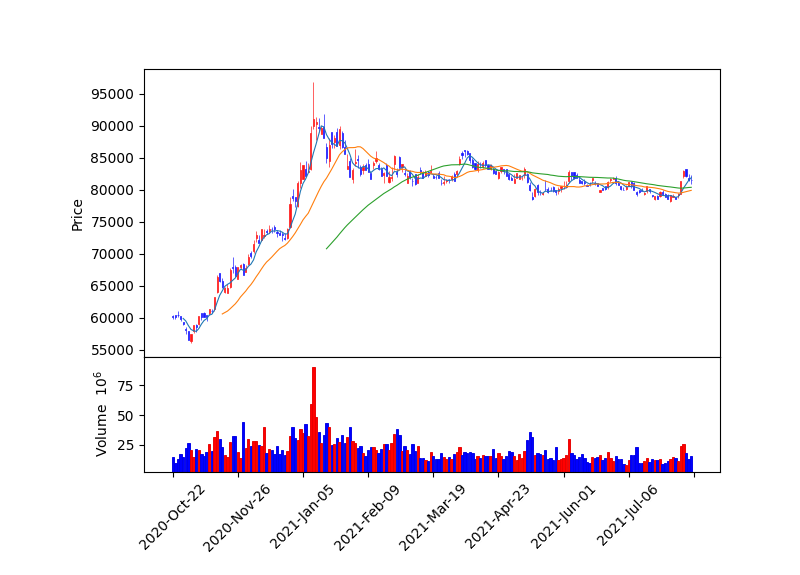 95000
90000
85000
80000
75000
70000
65000
60000
55000
Price
75
50
25
Volume 10^6
2020-Oct-22
2020-Nov-26
2021-Jan-05
2021-Feb-09
2021-Mar-19
2021-Apr-23
2021-Jun-01
2021-Jul-06